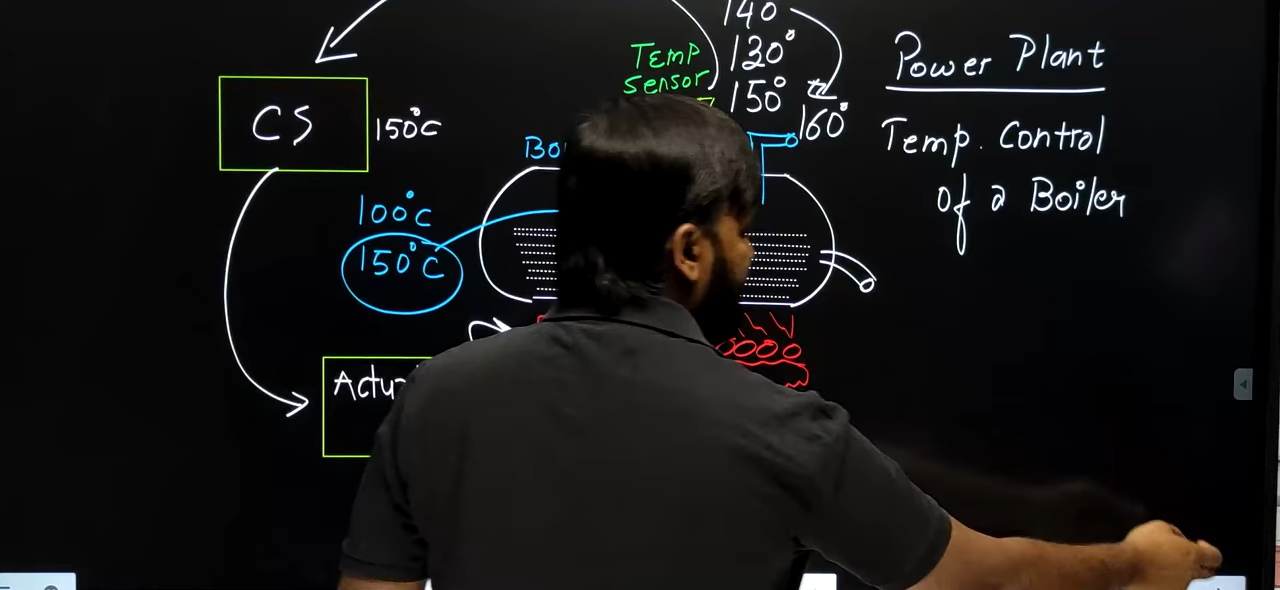 140
Temp
sensor
130°
150°
160°
Power Plant
Temp. Control
of a Boiler
CS
150°C
100°C
150°C